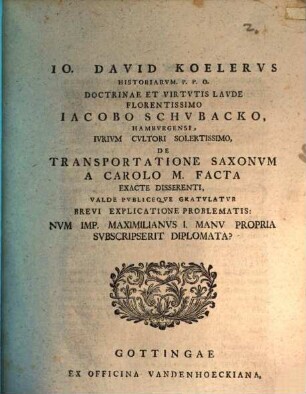 2.
IO. DAVID KOELERVS
HISTORIARVM. P. P. O.
DOCTRINAE ET VIRTVTIS LAVDE
FLORENTISSIMO
IACOBO SCHVBACKO,
HAMBVRGENSI,
IVRIVM CVLTORI SOLERTISSIMO,
DE
TRANSPORTATIONE SAXONVM
A CAROLO M. FACTA
EXACTE DISSERENTI,
VALDE PVBLICEQVE GRATVLATVR
BREVI EXPLICATIONE PROBLEMATIS:
NVM IMP. MAXIMILIANVS I. MANV PROPRIA
SVBSCRIPSERIT DIPLOMATA?
GOTTINGAE
EX OFFICINA VANDENHOECKIANA,